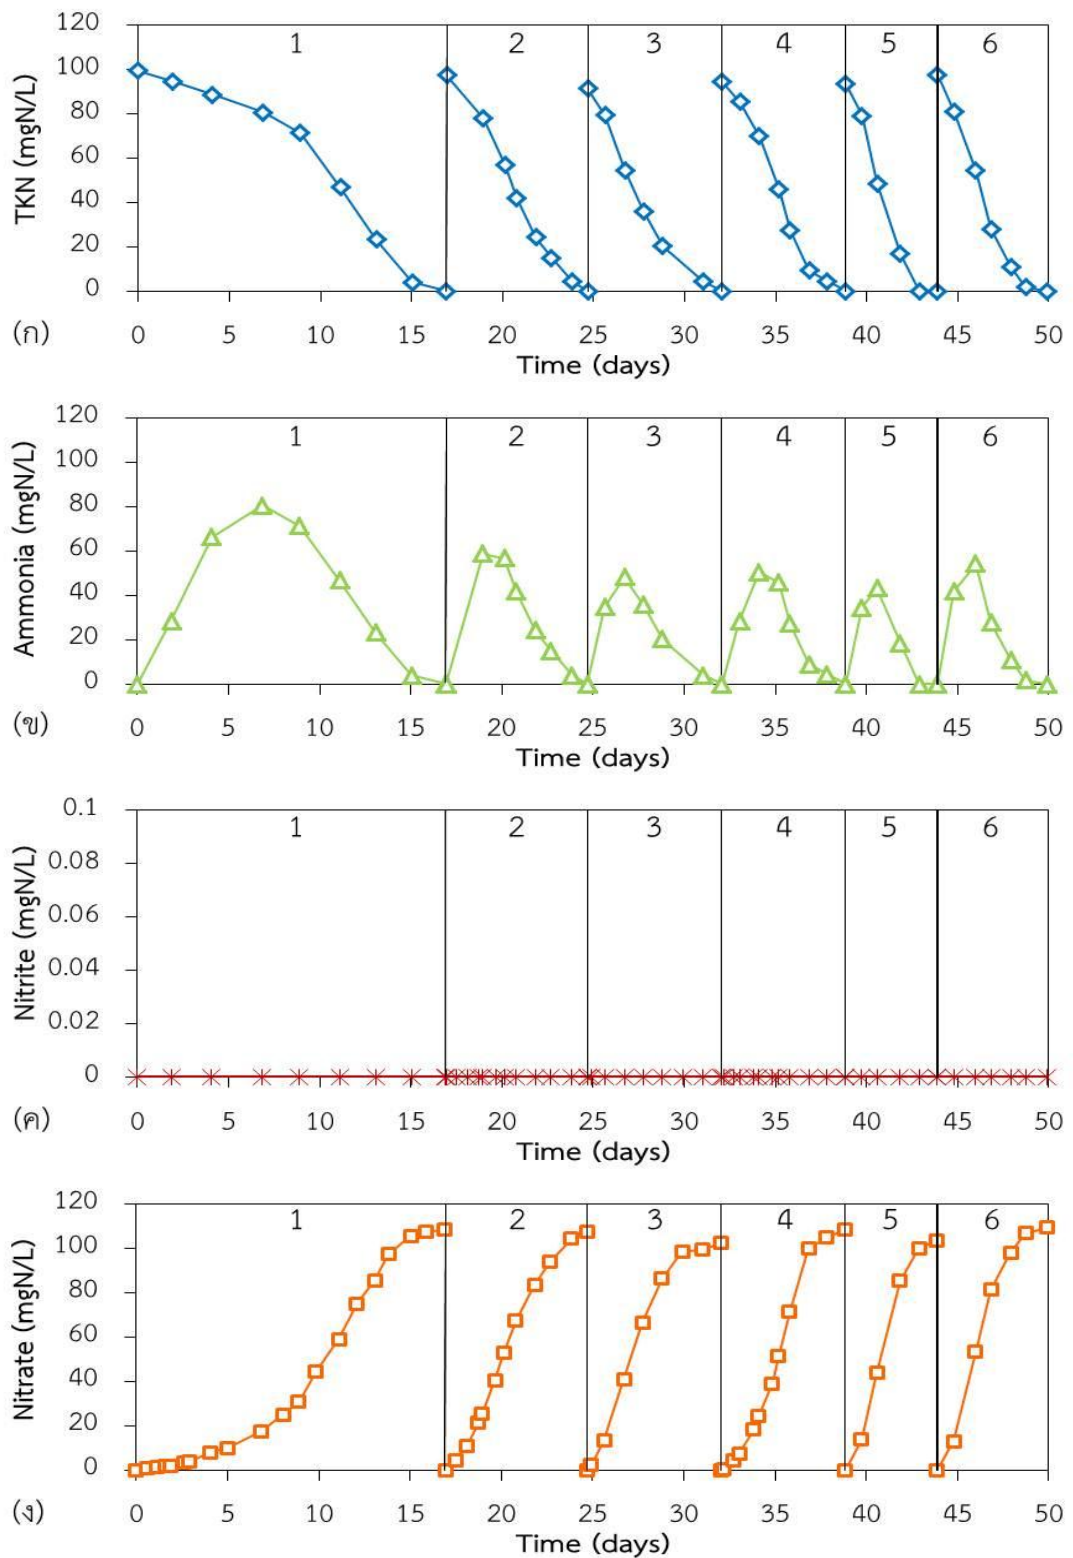 TKN (mgN/L)
120
100
80
60
40
20
0
1 2 3 4 5 6
0 5 10 15 20 25 30 35 40 45 50
(ก)
Time (days)
Ammonia (mgN/L)
120
100
80
60
40
20
0
1 2 3 4 5 6
0 5 10 15 20 25 30 35 40 45 50
(ข)
Time (days)
Nitrite (mgN/L)
0.1
0.08
0.06
0.04
0.02
0
1 2 3 4 5 6
0 5 10 15 20 25 30 35 40 45 50
(ค)
Time (days)
Nitrate (mgN/L)
120
100
80
60
40
20
0
1 2 3 4 5 6
0 5 10 15 20 25 30 35 40 45 50
(ง)
Time (days)